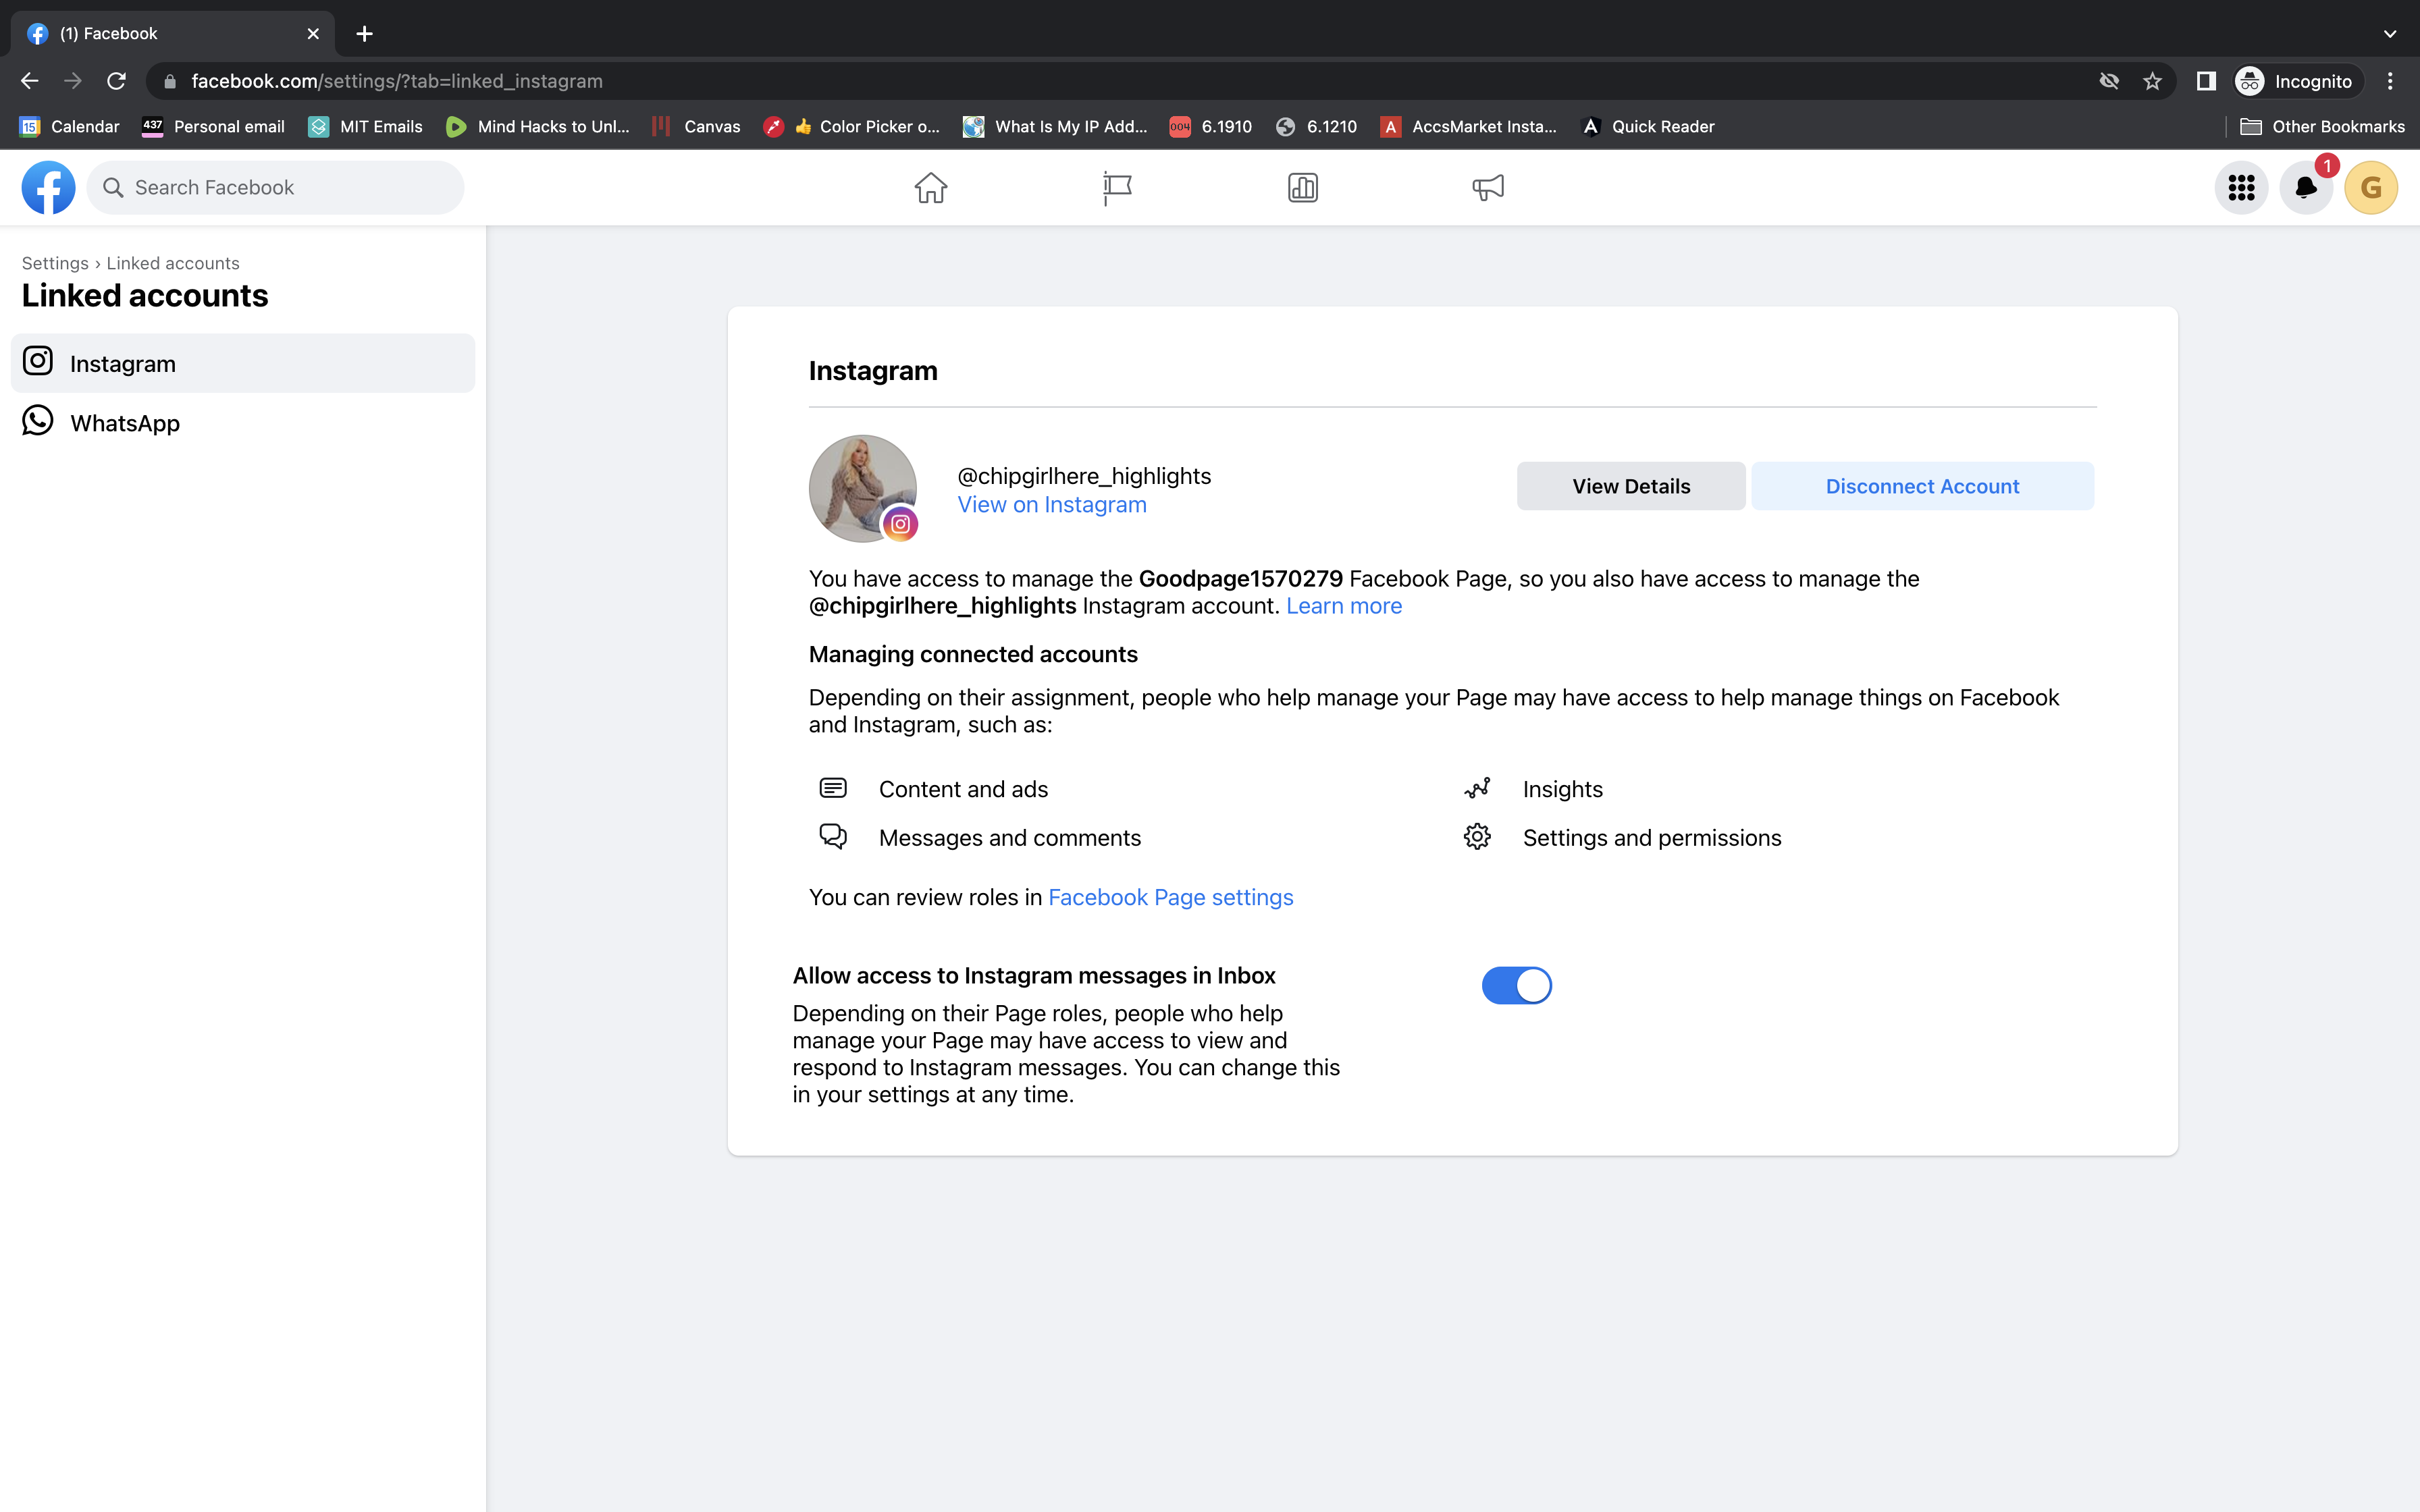 (1) Facebook
facebook.com/settings/?tab=linked_instagram
Incognito
15 Calendar
437 Personal email
MIT Emails
Mind Hacks to Unl...
Canvas
👍 Color Picker o...
What Is My IP Add...
004 6.1910
6.1210
A AccsMarket Insta...
A Quick Reader
Other Bookmarks
Search Facebook
1
G
Settings › Linked accounts
Linked accounts
Instagram
WhatsApp
Instagram
@chipgirlhere_highlights
View on Instagram
View Details
Disconnect Account
You have access to manage the Goodpage1570279 Facebook Page, so you also have access to manage the
@chipgirlhere_highlights Instagram account. Learn more
Managing connected accounts
Depending on their assignment, people who help manage your Page may have access to help manage things on Facebook
and Instagram, such as:
Content and ads
Insights
Messages and comments
Settings and permissions
You can review roles in Facebook Page settings
Allow access to Instagram messages in Inbox
Depending on their Page roles, people who help
manage your Page may have access to view and
respond to Instagram messages. You can change this
in your settings at any time.